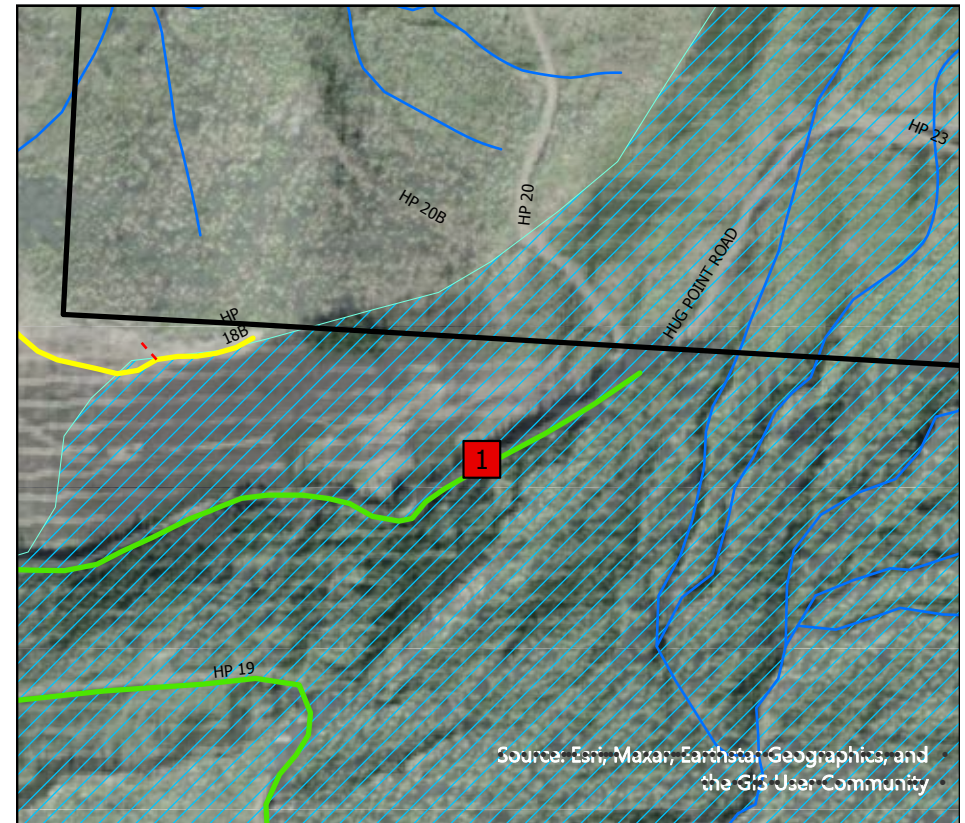 HP 23
HP 20B
HP 20
HUG POINT ROAD
HP
18B
1
HP 19
Source: Esri, Maxar, Earthstar Geographics, and
the GIS User Community